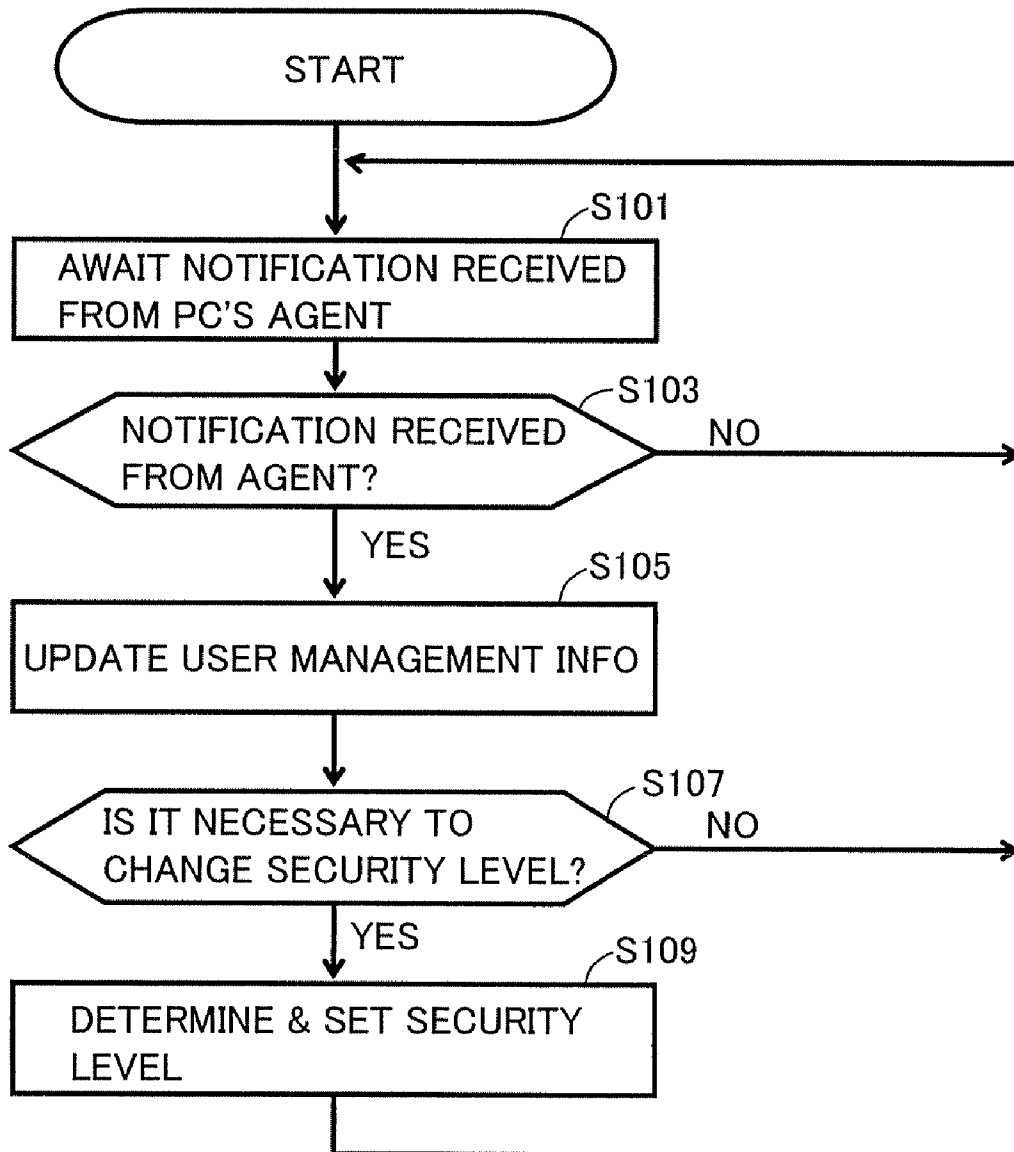 START
S101
AWAIT NOTIFICATION RECEIVED
FROM PC'S AGENT
S103
NOTIFICATION RECEIVED
FROM AGENT?
NO
YES
S105
UPDATE USER MANAGEMENT INFO
S107
IS IT NECESSARY TO
CHANGE SECURITY LEVEL?
NO
YES
S109
DETERMINE & SET SECURITY
LEVEL